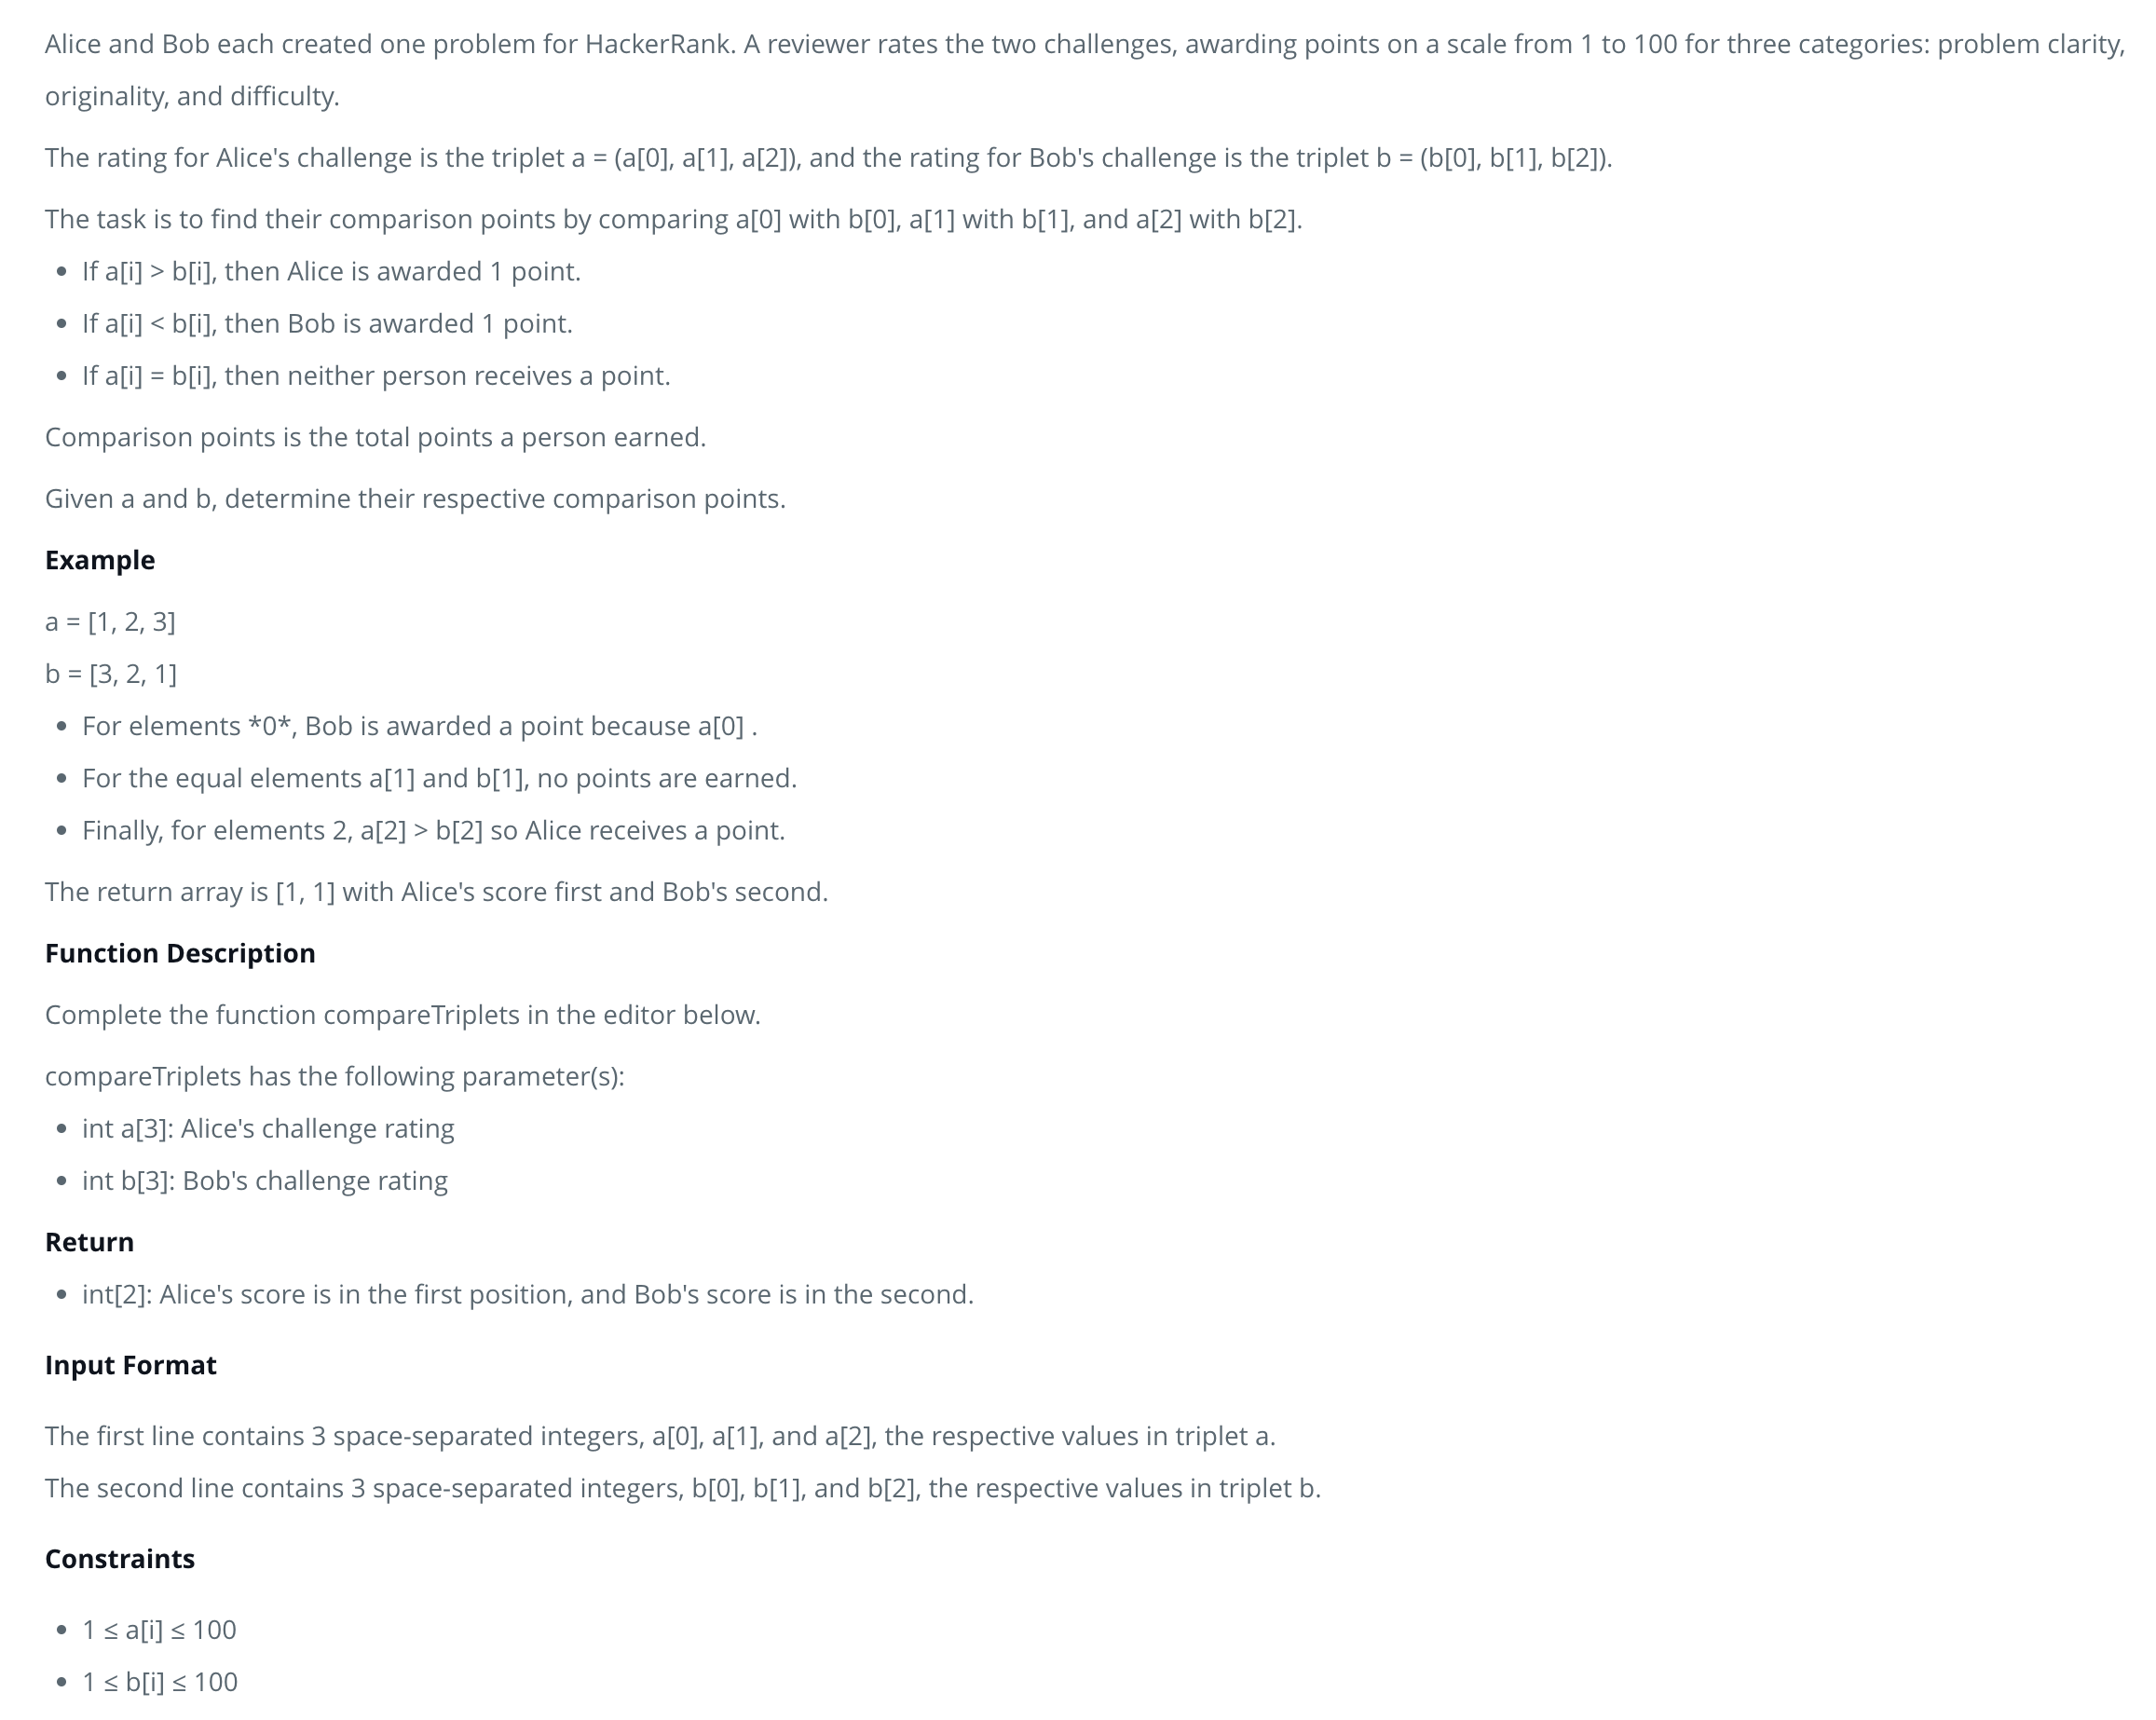 Alice and Bob each created one problem for HackerRank. A reviewer rates the two challenges, awarding points on a scale from 1 to 100 for three categories: problem clarity,
originality, and difficulty.
The rating for Alice's challenge is the triplet a = (a[0], a[1], a[2]), and the rating for Bob's challenge is the triplet b = (b[0], b[1], b[2]).
The task is to find their comparison points by comparing a[0] with b[0], a[1] with b[1], and a[2] with b[2].
• If a[i] > b[i], then Alice is awarded 1 point.
• If a[i] < b[i], then Bob is awarded 1 point.
• If a[i] = b[i], then neither person receives a point.
Comparison points is the total points a person earned.
Given a and b, determine their respective comparison points.
Example
a = [1, 2, 3]
b = [3, 2, 1]
• For elements *0*, Bob is awarded a point because a[0] .
• For the equal elements a[1] and b[1], no points are earned.
• Finally, for elements 2, a[2] > b[2] so Alice receives a point.
The return array is [1, 1] with Alice's score first and Bob's second.
Function Description
Complete the function compareTriplets in the editor below.
compareTriplets has the following parameter(s):
• int a[3]: Alice's challenge rating
• int b[3]: Bob's challenge rating
Return
• int[2]: Alice's score is in the first position, and Bob's score is in the second.
Input Format
The first line contains 3 space-separated integers, a[0], a[1], and a[2], the respective values in triplet a.
The second line contains 3 space-separated integers, b[0], b[1], and b[2], the respective values in triplet b.
Constraints
• 1 ≤ a[i] ≤ 100
• 1 ≤ b[i] ≤ 100